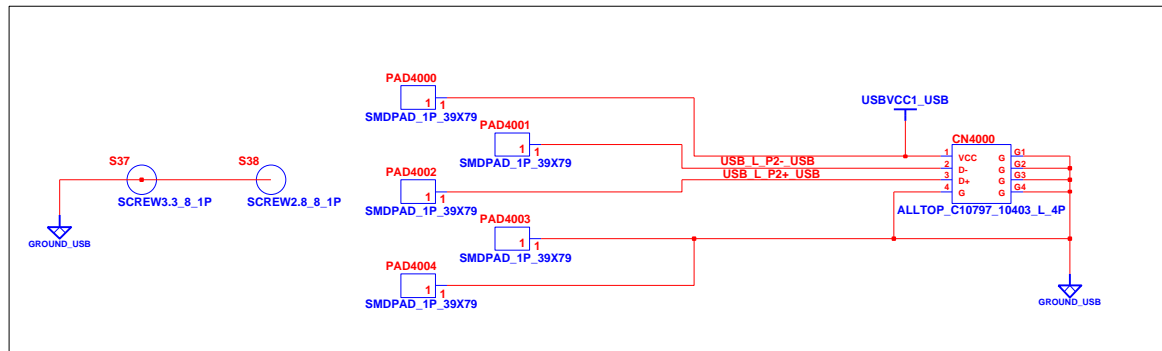 PAD4000
1
1
SMDPAD_1P_39X79
USBVCC1_USB
PAD4001
1
1
SMDPAD_1P_39X79
CN4000
1 VCC G G1
2 D- G G2
3 D+ G G3
4 G G G4
ALLTOP_C10797_10403_L_4P
USB_L_P2-_USB
USB_L_P2+_USB
S37
SCREW3.3_8_1P
S38
SCREW2.8_8_1P
PAD4002
1
1
SMDPAD_1P_39X79
PAD4003
1
1
SMDPAD_1P_39X79
GROUND_USB
PAD4004
1
1
SMDPAD_1P_39X79
GROUND_USB